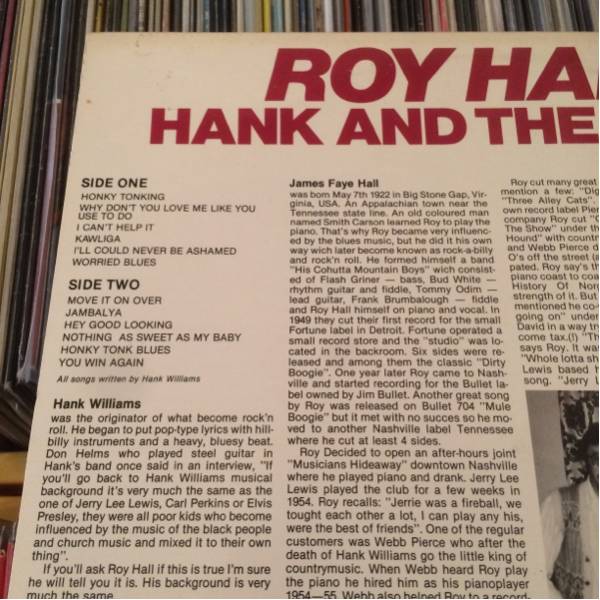 ROY HA
HANK AND THE
SIDE ONE
HONKY TONKING
WHY DON'T YOU LOVE ME LIKE YOU
USE TO DO
I CAN'T HELP IT
KAWLIGA
I'LL COULD NEVER BE ASHAMED
WORRIED BLUES
SIDE TWO
MOVE IT ON OVER
JAMBALYA
HEY GOOD LOOKING
NOTHING AS SWEET AS MY BABY
HONKY TONK BLUES
YOU WIN AGAIN
All songs written by Hank Williams
Hank Williams
was the originator of what become rock'n
roll. He began to put pop-type lyrics with hill-
billy instruments and a heavy, bluesy beat.
Don Helms who played steel guitar in
Hank's band once said in an interview, "If
you'll go back to Hank Williams musical
background it's very much the same as the
one of Jerry Lee Lewis, Carl Perkins or Elvis
Presley, they were all poor kids who become
influenced by the music of the black people
and church music and mixed it to their own
thing".
If you'll ask Roy Hall if this is true I'm sure
he will tell you it is. His background is very
much the same
James Faye Hall
was born May 7th 1922 in Big Stone Gap, Vir-
ginia, USA. An Appalachian town near the
Tennessee state line. An old coloured man
named Smith Carson learned Roy to play the
piano. That's why Roy became very influenc-
ed by the blues music, but he did it his own
way wich later become known as rock-a-billy
and rock'n roll. He formed himself a band
"His Cohutta Mountain Boys" wich consist-
ed of Flash Griner — bass, Bud White —
rhythm guitar and fiddle, Tommy Odim —
lead guitar, Frank Brumbalough — fiddle
and Roy Hall himself on piano and vocal. In
1949 they cut their first record for the small
Fortune label in Detroit. Fortune operated a
small record store and the "studio" was lo-
cated in the backroom. Six sides were re-
leased and among them the classic "Dirty
Boogie". One year later Roy came to Nash-
ville and started recording for the Bullet la-
bel owned by Jim Bullet. Another great song
by Roy was released on Bullet 704 "Mule
Boogie" but it met with no succes so he mo-
ved to another Nashville label Tennessee
where he cut at least 4 sides.
Roy Decided to open an after-hours joint
"Musicians Hideaway" downtown Nashville
where he played piano and drank. Jerry Lee
Lewis played the club for a few weeks in
1954. Roy recalls: "Jerrie was a fireball, we
tought each other a lot, I can play any his,
were the best of friends". One of the regular
customers was Webb Pierce who after the
death of Hank Williams go the little king of
countrymusic. When Webb heard Roy play
the piano he hired him as his pianoplayer
1954—55. Webb also helped Roy to a record-
Roy cut many great
mention a few: "Dig
"Three Alley Cats".
own record label Pier
company Roy cut "O
The Show" under th
Hound" with countr
and Webb Pierce d
O's off the street (a
pated. Roy say's th
piano coast to coa
History Of Nor
strength of it. But
mentioned he co-
going on" under
David in a way tr
come tax.(!) "Th
says Roy. It wa
"Whole lotta sh
Lewis based h
song. "Jerry L